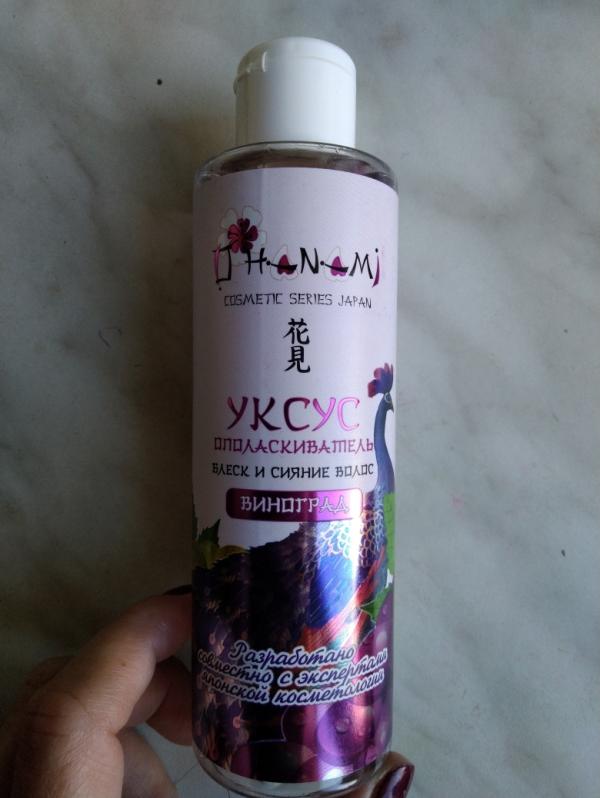 O'HANAMI
COSMETIC SERIES JAPAN
花
見
УКСУС
ОПОЛАСКИВАТЕЛЬ
БЛЕСК И СИЯНИЕ ВОЛОС
ВИНОГРАД
Разработано
совместно с экспертами
японской косметологии